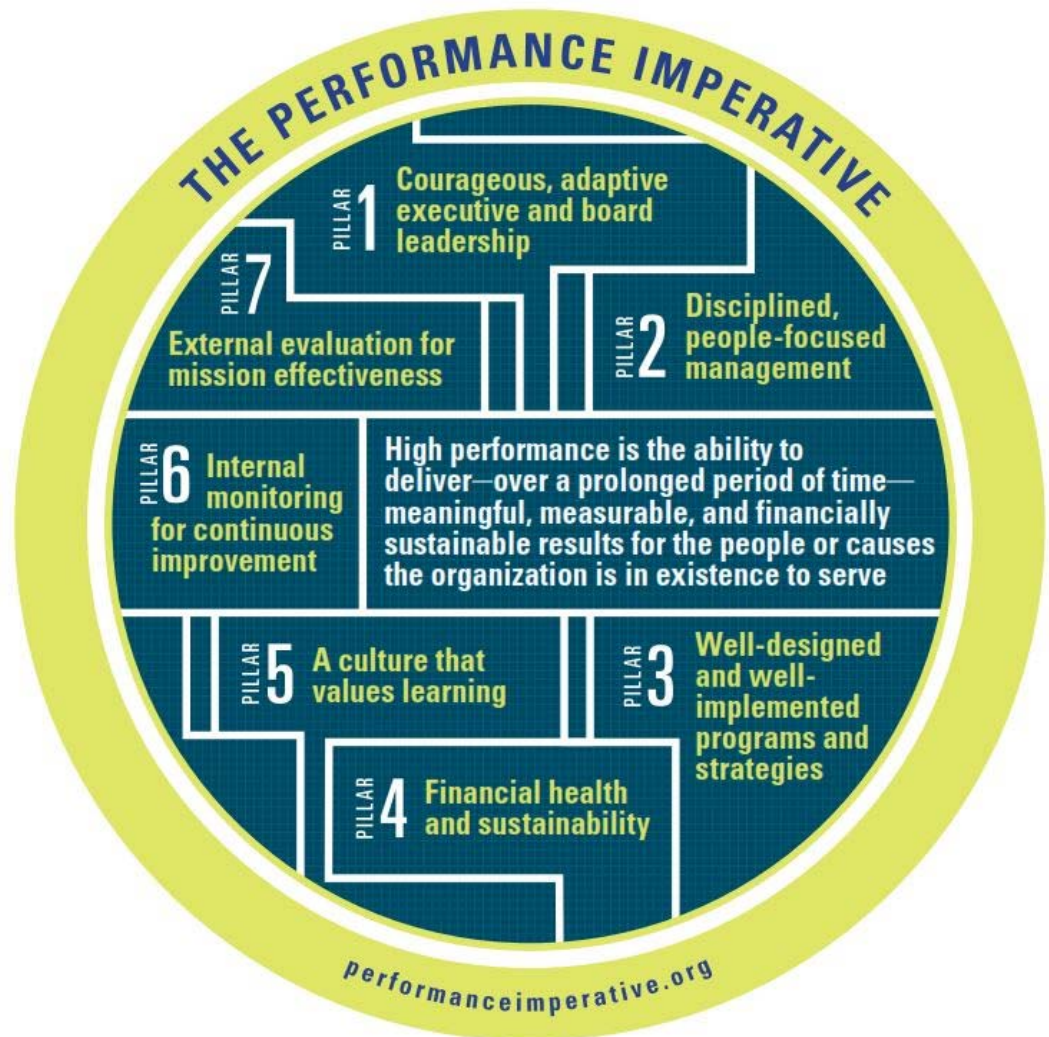 THE PERFORMANCE IMPERATIVE
PILLAR 1
Courageous, adaptive
executive and board
leadership
PILLAR 2
Disciplined,
people-focused
management
High performance is the ability to
deliver—over a prolonged period of time—
meaningful, measurable, and financially
sustainable results for the people or causes
the organization is in existence to serve
PILLAR 3
Well-designed
and well-
implemented
programs and
strategies
PILLAR 4
Financial health
and sustainability
PILLAR 5
A culture that
values learning
PILLAR 6
Internal
monitoring
for continuous
improvement
PILLAR 7
External evaluation for
mission effectiveness
performanceimperative.org